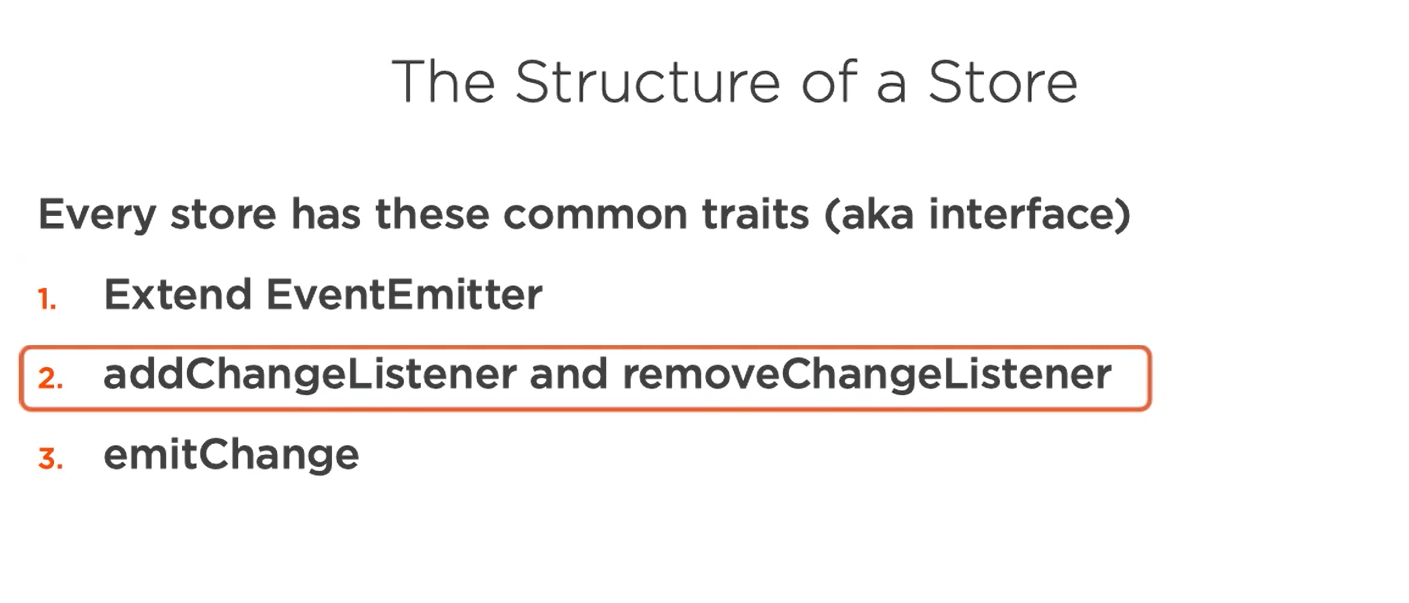 The Structure of a Store
Every store has these common traits (aka interface)
1. Extend EventEmitter
2. addChangeListener and removeChangeListener
3. emitChange